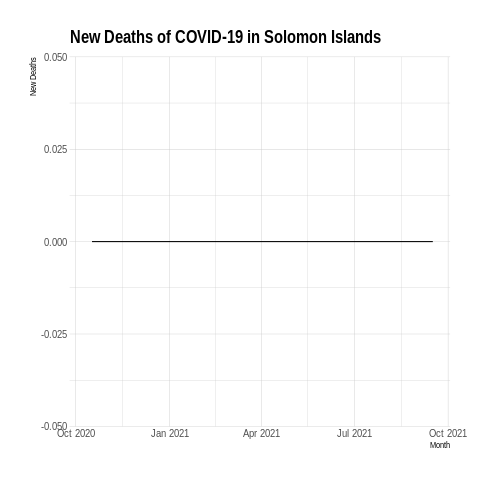 New Deaths of COVID-19 in Solomon Islands
New Deaths
0.050
0.025
0.000
-0.025
-0.050
Oct 2020 Jan 2021 Apr 2021 Jul 2021 Oct 2021
Month